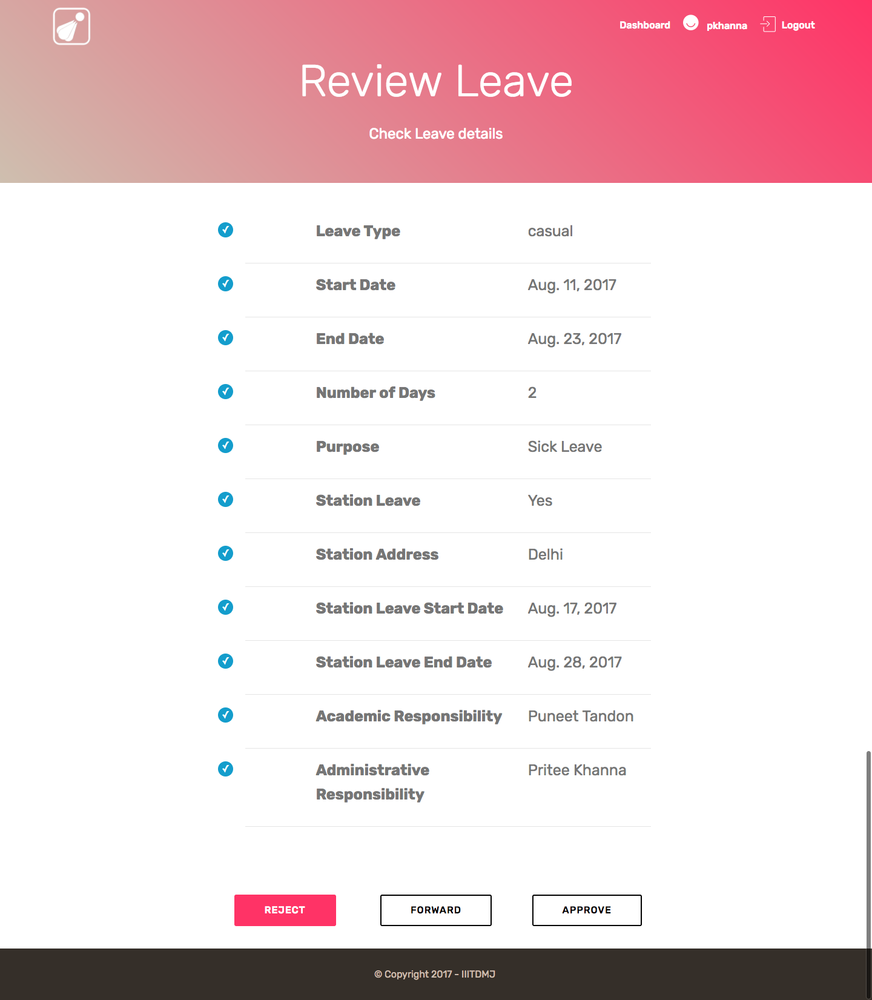 Dashboard pkhanna Logout
Review Leave
Check Leave details
Leave Type casual
Start Date Aug. 11, 2017
End Date Aug. 23, 2017
Number of Days 2
Purpose Sick Leave
Station Leave Yes
Station Address Delhi
Station Leave Start Date Aug. 17, 2017
Station Leave End Date Aug. 28, 2017
Academic Responsibility Puneet Tandon
Administrative Pritee Khanna
Responsibility
REJECT FORWARD APPROVE
© Copyright 2017 - IIITDMJ